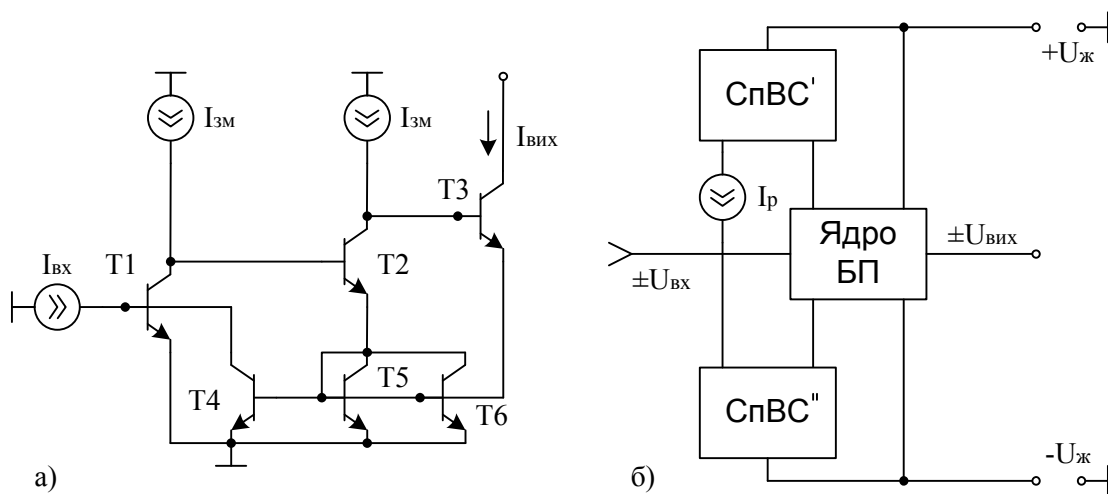 Iзм
Iзм
Iвих
T3
T1
T2
Iвх
T5
T4
T6
а)
+Uж
СпВС'
Iр
Ядро
БП
±Uвих
±Uвх
СпВС"
-Uж
б)